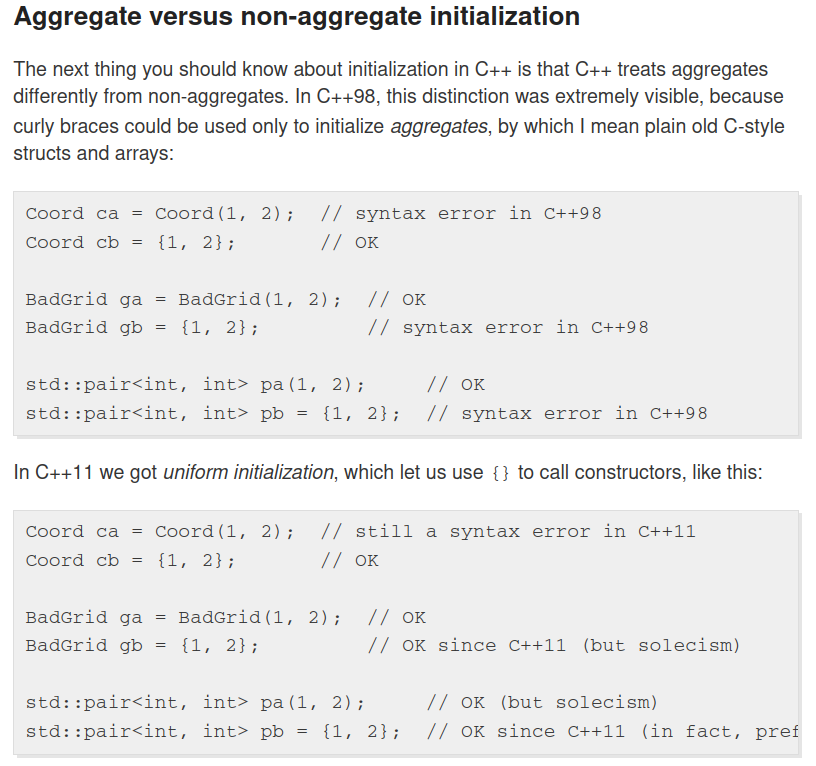 Aggregate versus non-aggregate initialization
The next thing you should know about initialization in C++ is that C++ treats aggregates
differently from non-aggregates. In C++98, this distinction was extremely visible, because
curly braces could be used only to initialize aggregates, by which I mean plain old C-style
structs and arrays:
Coord ca = Coord(1, 2);  // syntax error in C++98
Coord cb = {1, 2};       // OK
BadGrid ga = BadGrid(1, 2);  // OK
BadGrid gb = {1, 2};         // syntax error in C++98
std::pair<int, int> pa(1, 2);     // OK
std::pair<int, int> pb = {1, 2};  // syntax error in C++98
In C++11 we got uniform initialization, which let us use {} to call constructors, like this:
Coord ca = Coord(1, 2);  // still a syntax error in C++11
Coord cb = {1, 2};       // OK
BadGrid ga = BadGrid(1, 2);  // OK
BadGrid gb = {1, 2};         // OK since C++11 (but solecism)
std::pair<int, int> pa(1, 2);     // OK (but solecism)
std::pair<int, int> pb = {1, 2};  // OK since C++11 (in fact, pref